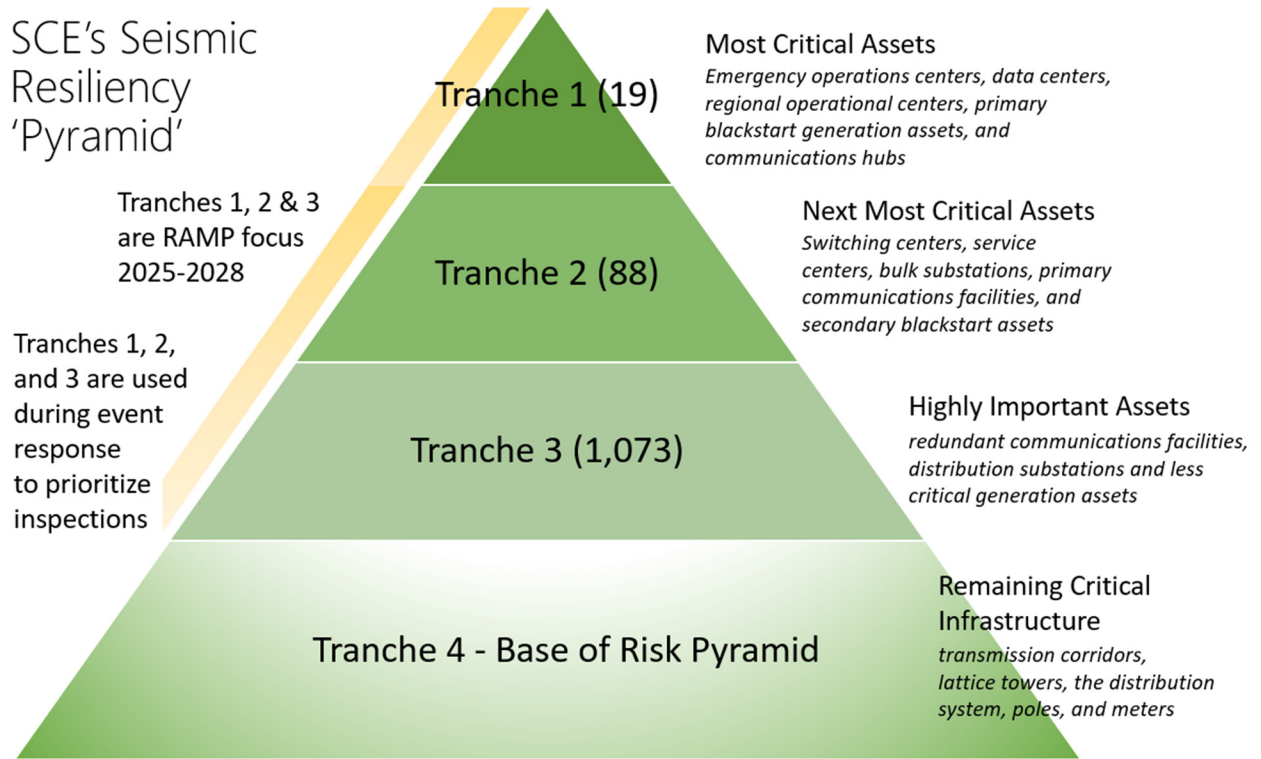 SCE's Seismic
Resiliency
'Pyramid'
Tranches 1, 2 & 3
are RAMP focus
2025-2028
Tranches 1, 2,
and 3 are used
during event
response
to prioritize
inspections
Tranche 1 (19)
Most Critical Assets
Emergency operations centers, data centers,
regional operational centers, primary
blackstart generation assets, and
communications hubs
Tranche 2 (88)
Next Most Critical Assets
Switching centers, service
centers, bulk substations, primary
communications facilities, and
secondary blackstart assets
Tranche 3 (1,073)
Highly Important Assets
redundant communications facilities,
distribution substations and less
critical generation assets
Tranche 4 - Base of Risk Pyramid
Remaining Critical
Infrastructure
transmission corridors,
lattice towers, the distribution
system, poles, and meters